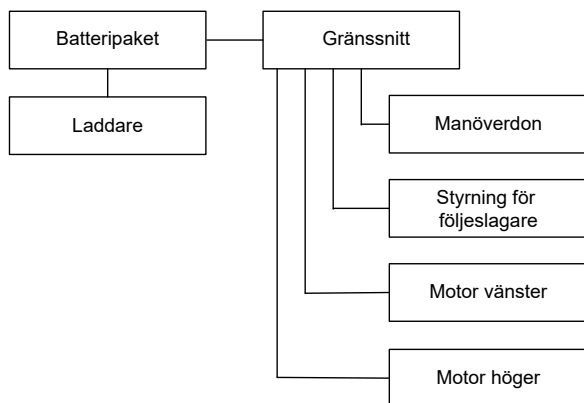 Batteripaket
Gränssnitt
Laddare
Manöverdon
Styrning för
följeslagare
Motor vänster
Motor höger